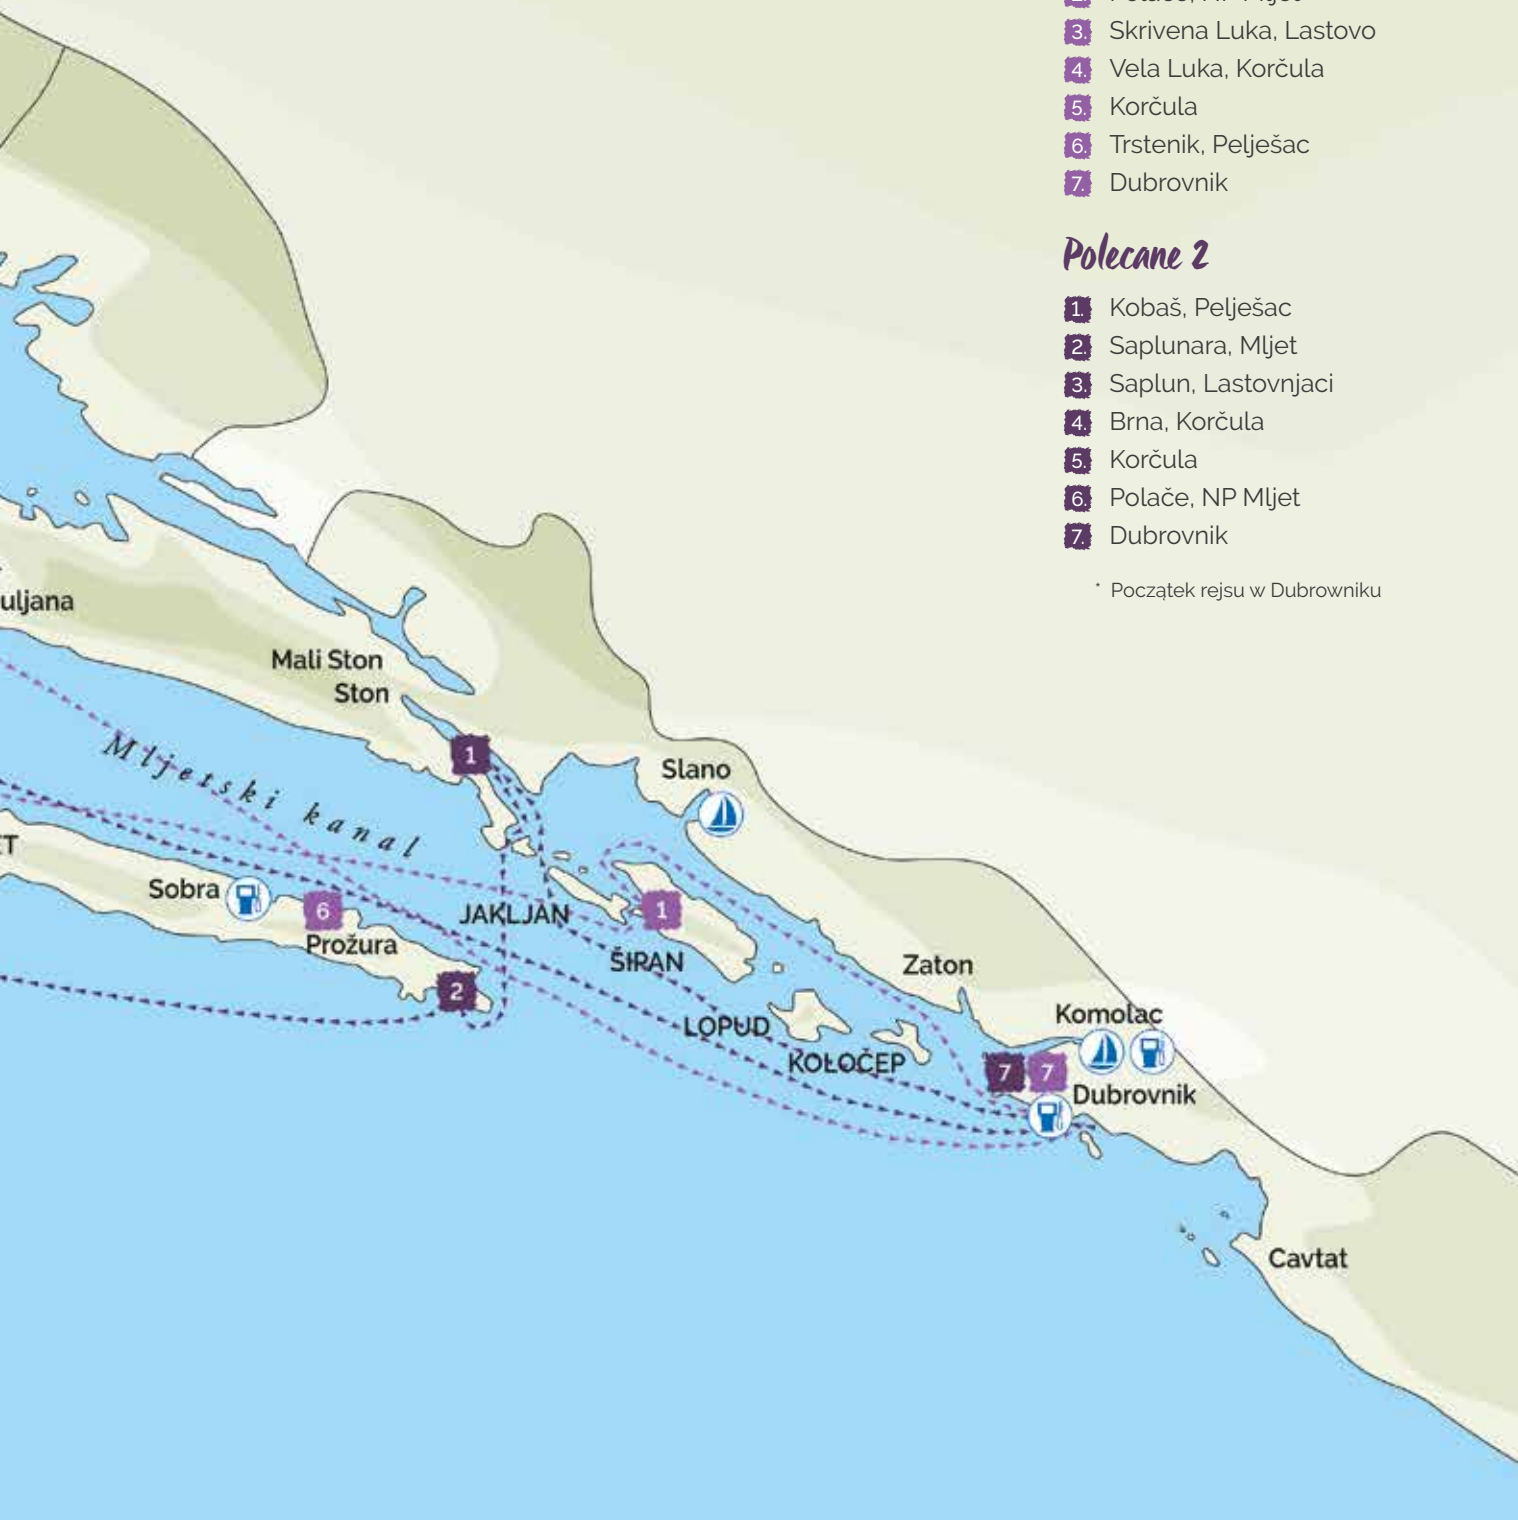 3. Skrivena Luka, Lastovo
4. Vela Luka, Korčula
5. Korčula
6. Trstenik, Pelješac
7. Dubrovnik
Polecane 2
1. Kobaš, Pelješac
2. Saplunara, Mljet
3. Saplun, Lastovnjaci
4. Brna, Korčula
5. Korčula
6. Polače, NP Mljet
7. Dubrovnik
* Początek rejsu w Dubrowniku
uljana
Mali Ston
Ston
1
Mljetski kanal
Slano
ET
Sobra
6
Prožura
JAKLJAN
1
ŠIRAN
2
Zaton
LOPUD
KOŁOČEP
Komolac
7 7
Dubrovnik
Cavtat